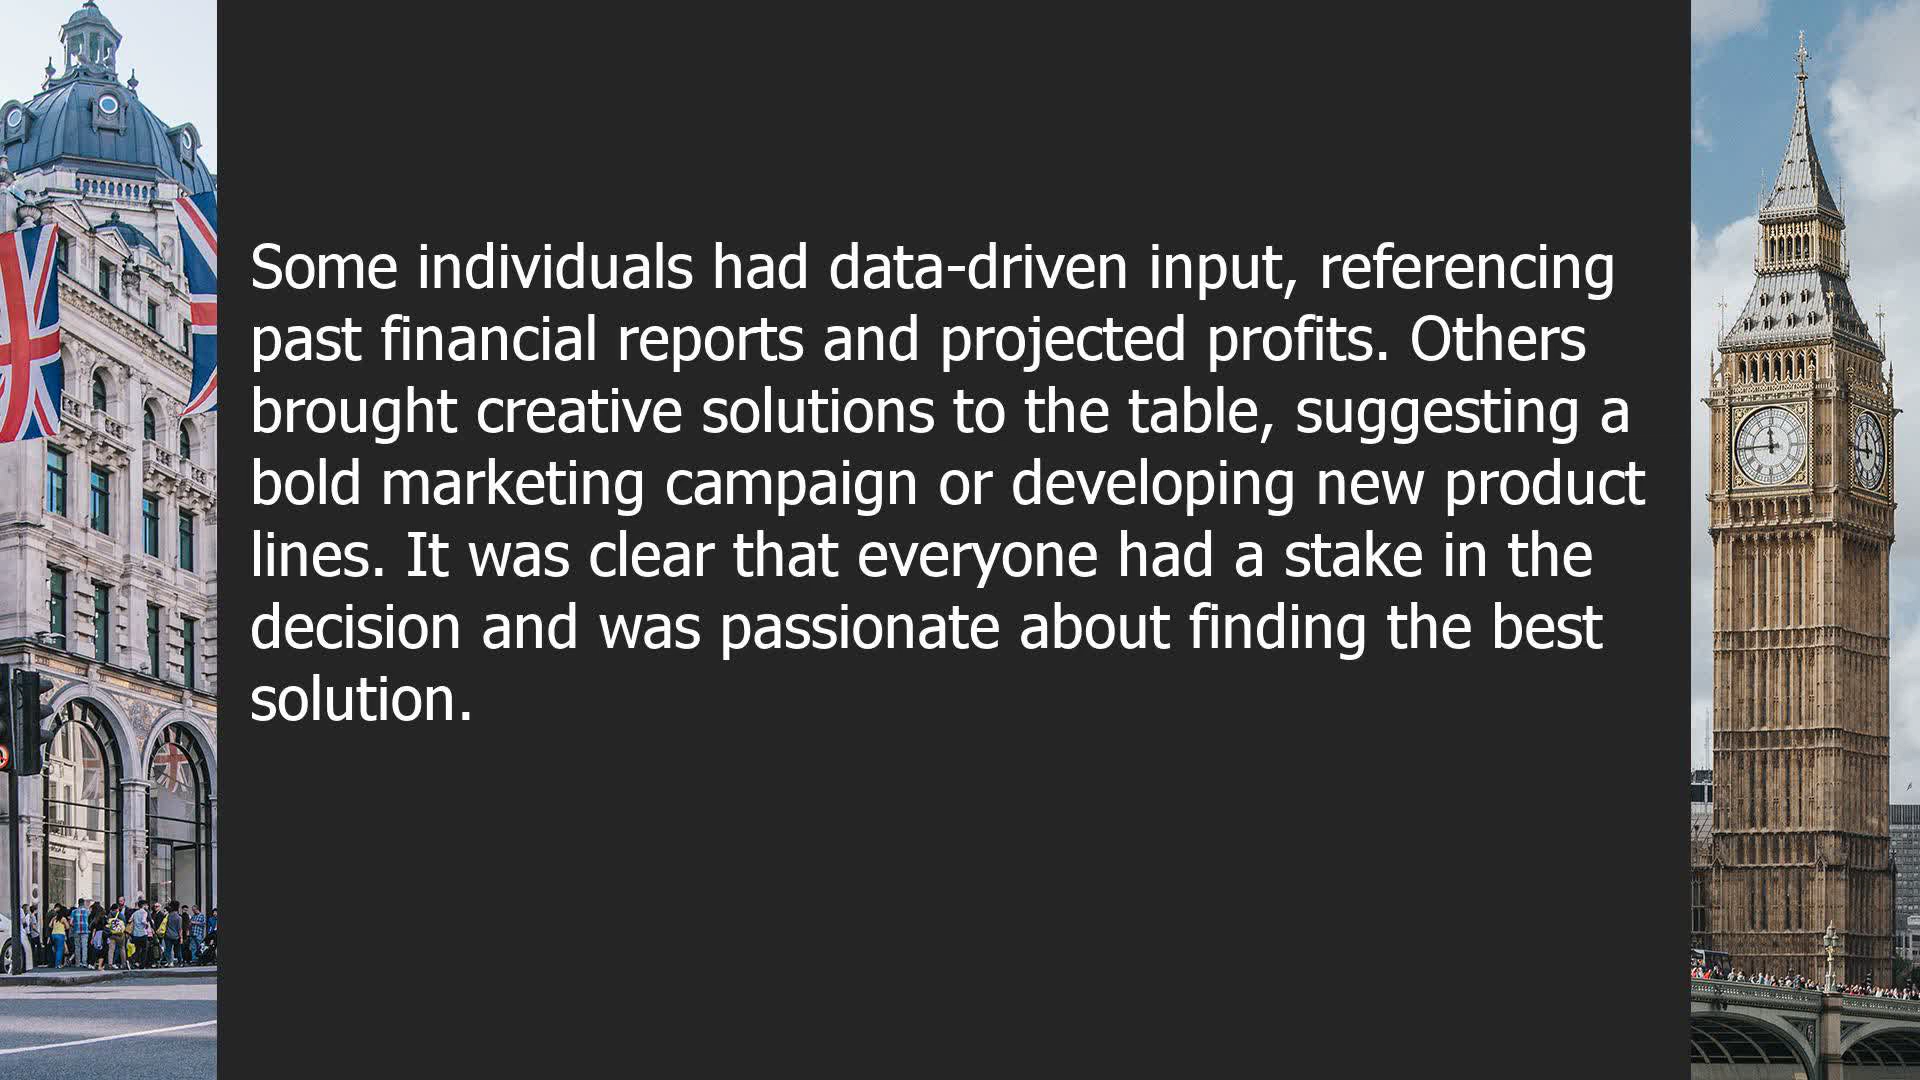 Some individuals had data-driven input, referencing
past financial reports and projected profits. Others
brought creative solutions to the table, suggesting a
bold marketing campaign or developing new product
lines. It was clear that everyone had a stake in the
decision and was passionate about finding the best
solution.